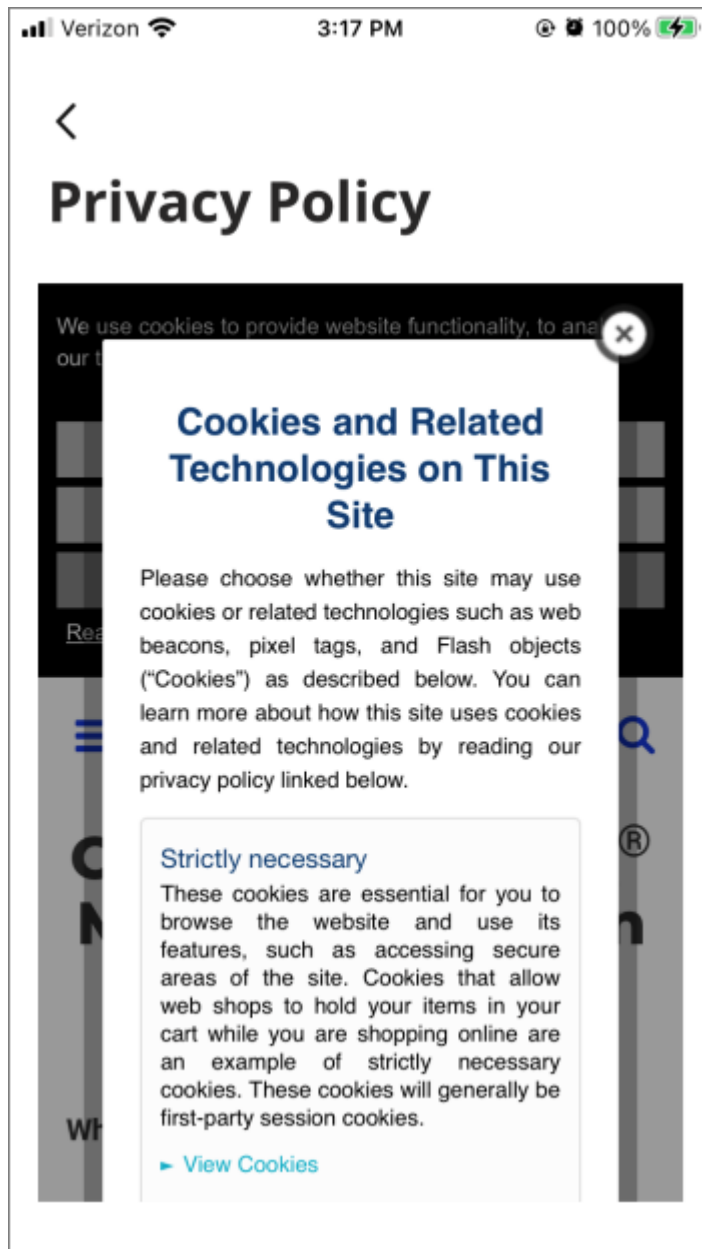 Verizon 3:17 PM 100%
Privacy Policy
We use cookies to provide website functionality, to
our
Cookies and Related
Technologies on This
Site
Please choose whether this site may use
cookies or related technologies such as web
beacons, pixel tags, and Flash objects
(“Cookies”) as described below. You can
learn more about how this site uses cookies
and related technologies by reading our
privacy policy linked below.
®
Strictly necessary
These cookies are essential for you to
browse the website and use its
features, such as accessing secure
areas of the site. Cookies that allow
web shops to hold your items in your
cart while you are shopping online are
an example of strictly necessary
cookies. These cookies will generally be
first-party session cookies.
► View Cookies